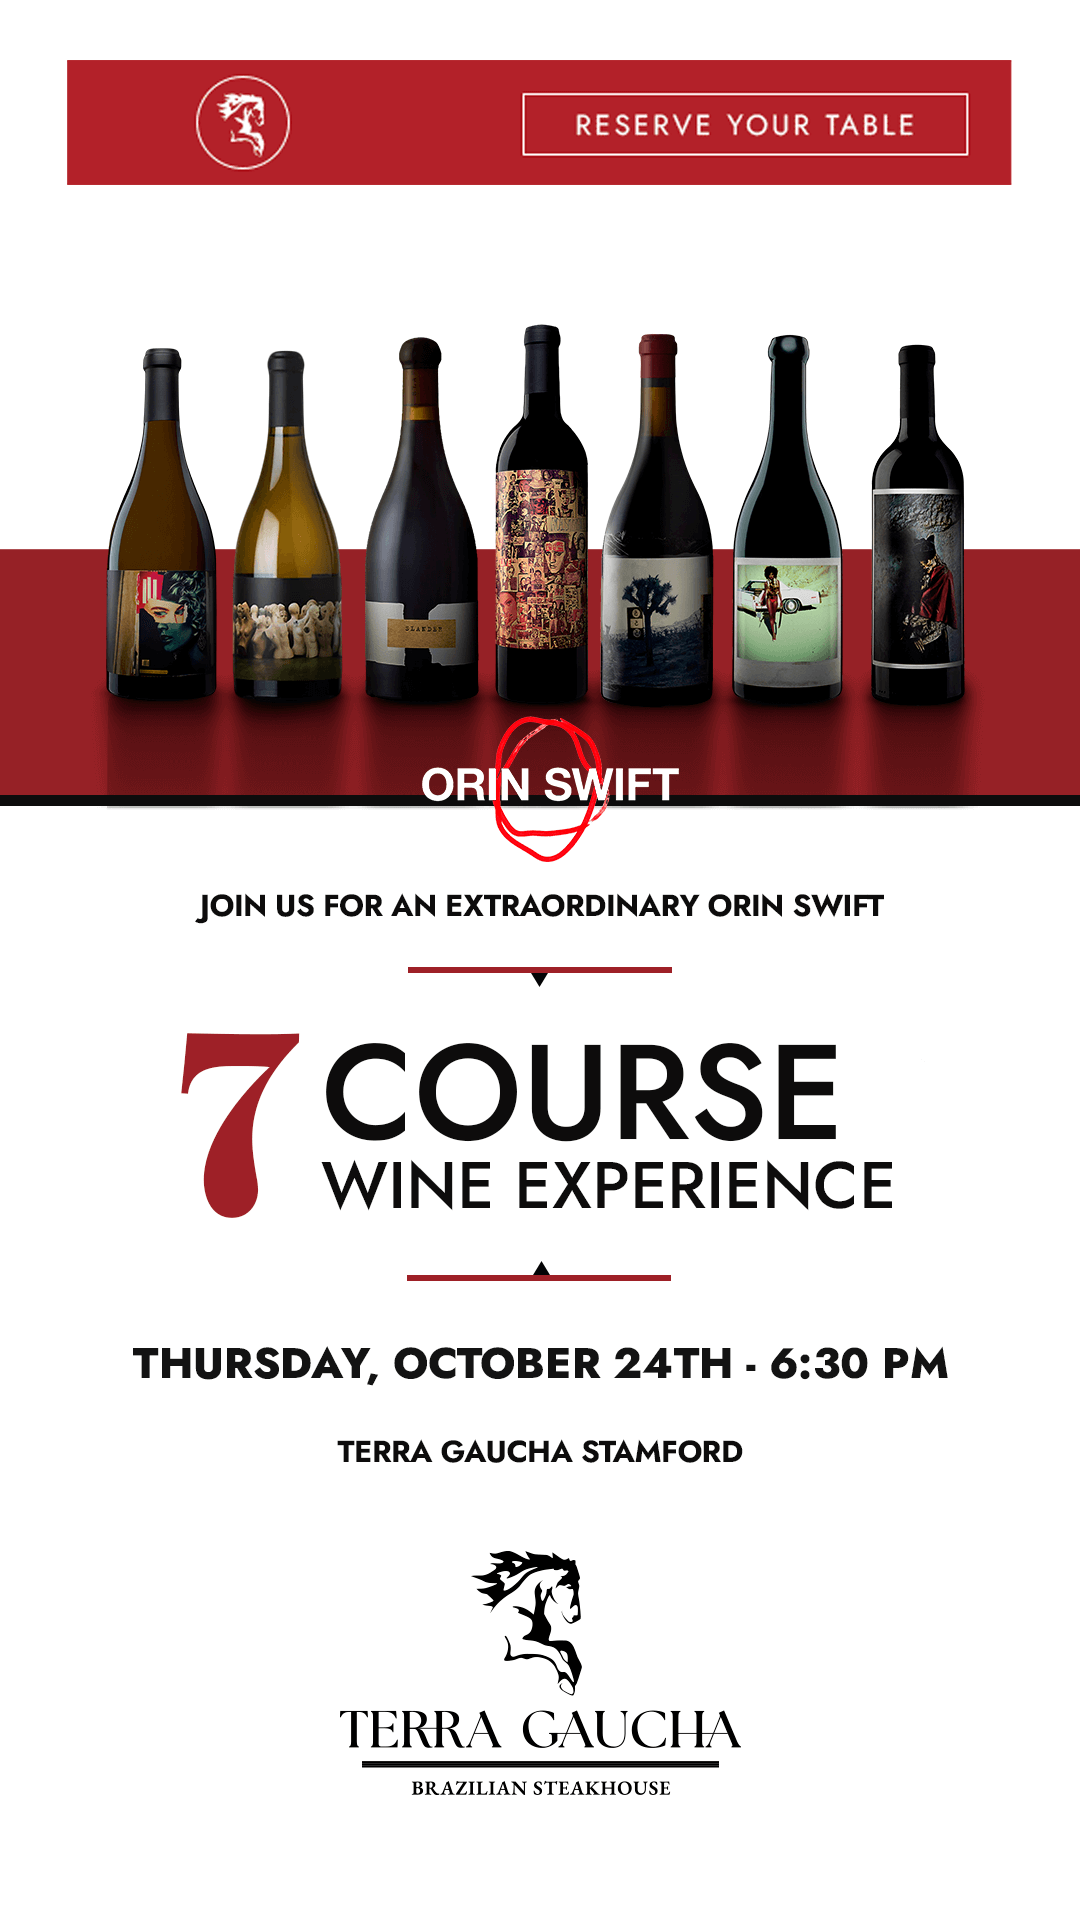 RESERVE YOUR TABLE
SLANDER
ORIN SWIFT
JOIN US FOR AN EXTRAORDINARY ORIN SWIFT
7 COURSE
WINE EXPERIENCE
THURSDAY, OCTOBER 24TH - 6:30 PM
TERRA GAUCHA STAMFORD
TERRA GAUCHA
BRAZILIAN STEAKHOUSE